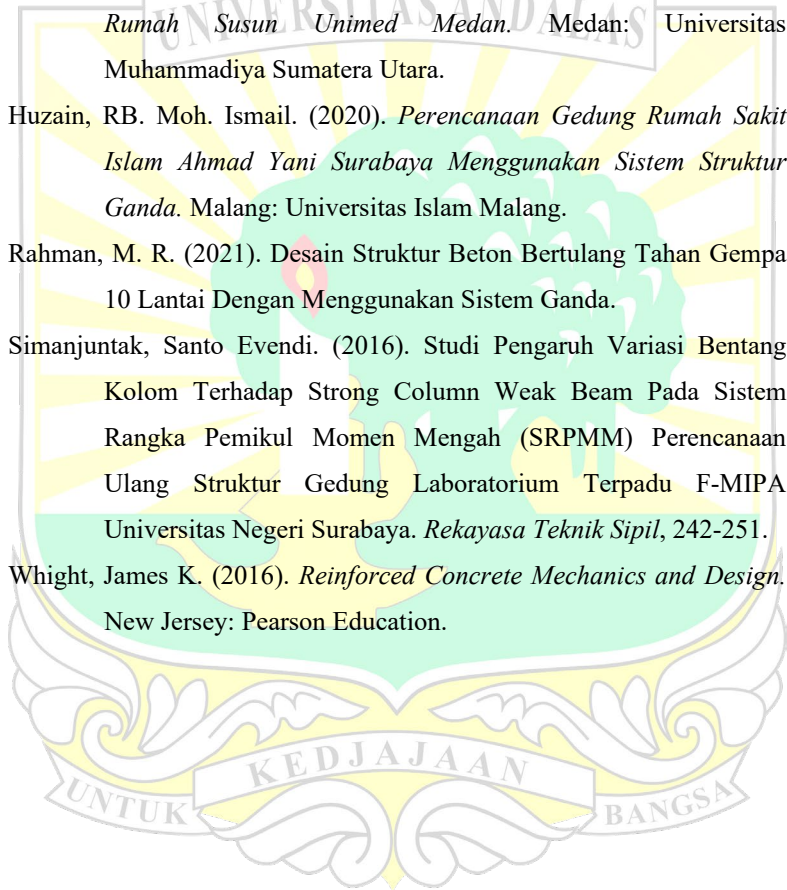 UNIVERSITAS ANDALAS
Rumah Susun Unimed Medan. Medan: Universitas
Muhammadiya Sumatera Utara.
Huzain, RB. Moh. Ismail. (2020). Perencanaan Gedung Rumah Sakit
Islam Ahmad Yani Surabaya Menggunakan Sistem Struktur
Ganda. Malang: Universitas Islam Malang.
Rahman, M. R. (2021). Desain Struktur Beton Bertulang Tahan Gempa
10 Lantai Dengan Menggunakan Sistem Ganda.
Simanjuntak, Santo Evendi. (2016). Studi Pengaruh Variasi Bentang
Kolom Terhadap Strong Column Weak Beam Pada Sistem
Rangka Pemikul Momen Mengah (SRPMM) Perencanaan
Ulang Struktur Gedung Laboratorium Terpadu F-MIPA
Universitas Negeri Surabaya. Rekayasa Teknik Sipil, 242-251.
Whight, James K. (2016). Reinforced Concrete Mechanics and Design.
New Jersey: Pearson Education.
UNTUK KEDJAJAAN BANGSA